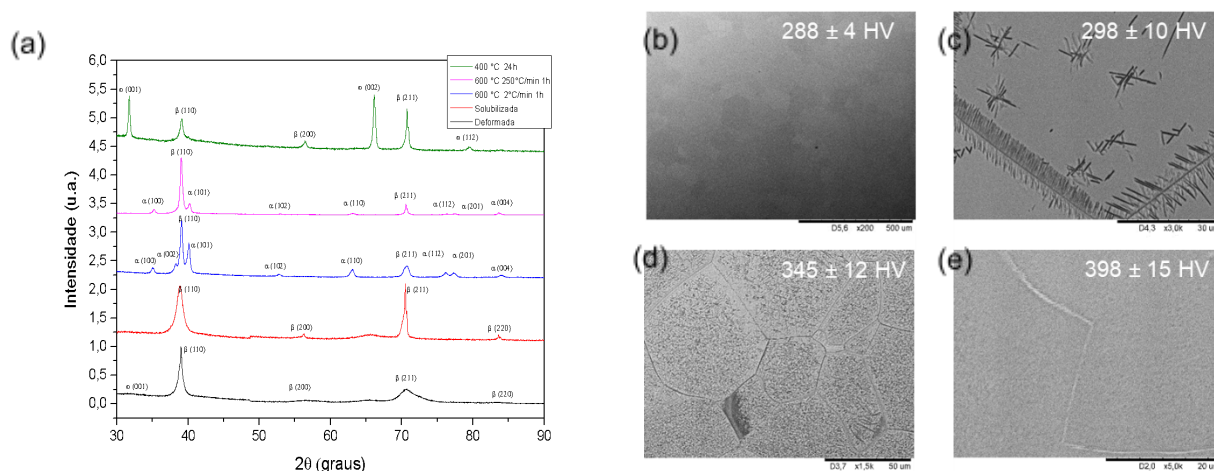 (a)
6,0
5,5
5,0
4,5
4,0
3,5
3,0
2,5
2,0
1,5
1,0
0,5
0,0
Intensidade (u.a.)
400 °C 24h
600 °C 250°C/min 1h
600 °C 2°C/min 1h
Solubilizada
Deformada
ω (001)
β (110)
β (200)
ω (002)
β (211)
ω (112)
β (110)
α (100)
α (101)
α (102)
α (110)
β (211)
α (112)
α (201)
α (004)
β (110)
α (100)
α (002)
α (101)
α (102)
α (110)
β (211)
α (112)
α (201)
α (004)
β (110)
β (200)
β (211)
β (220)
ω (001)
β (110)
β (200)
β (211)
β (220)
30 40 50 60 70 80 90
2θ (graus)
(b)
288 ± 4 HV
D5,6 x200 500 um
(c)
298 ± 10 HV
D4,3 x3,0k 30 um
(d)
345 ± 12 HV
D3,7 x1,5k 50 um
(e)
398 ± 15 HV
D2,0 x5,0k 20 um